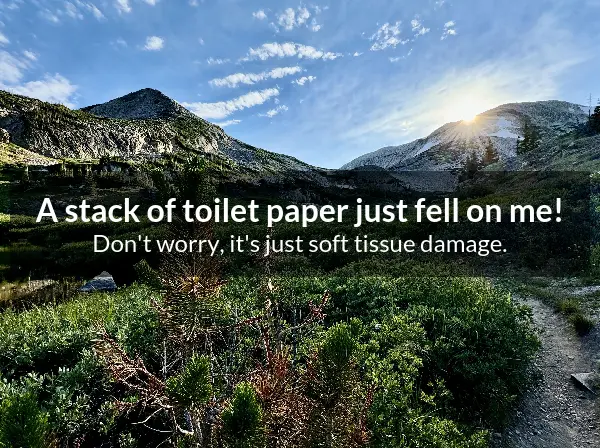 A stack of toilet paper just fell on me!
Don't worry, it's just soft tissue damage.